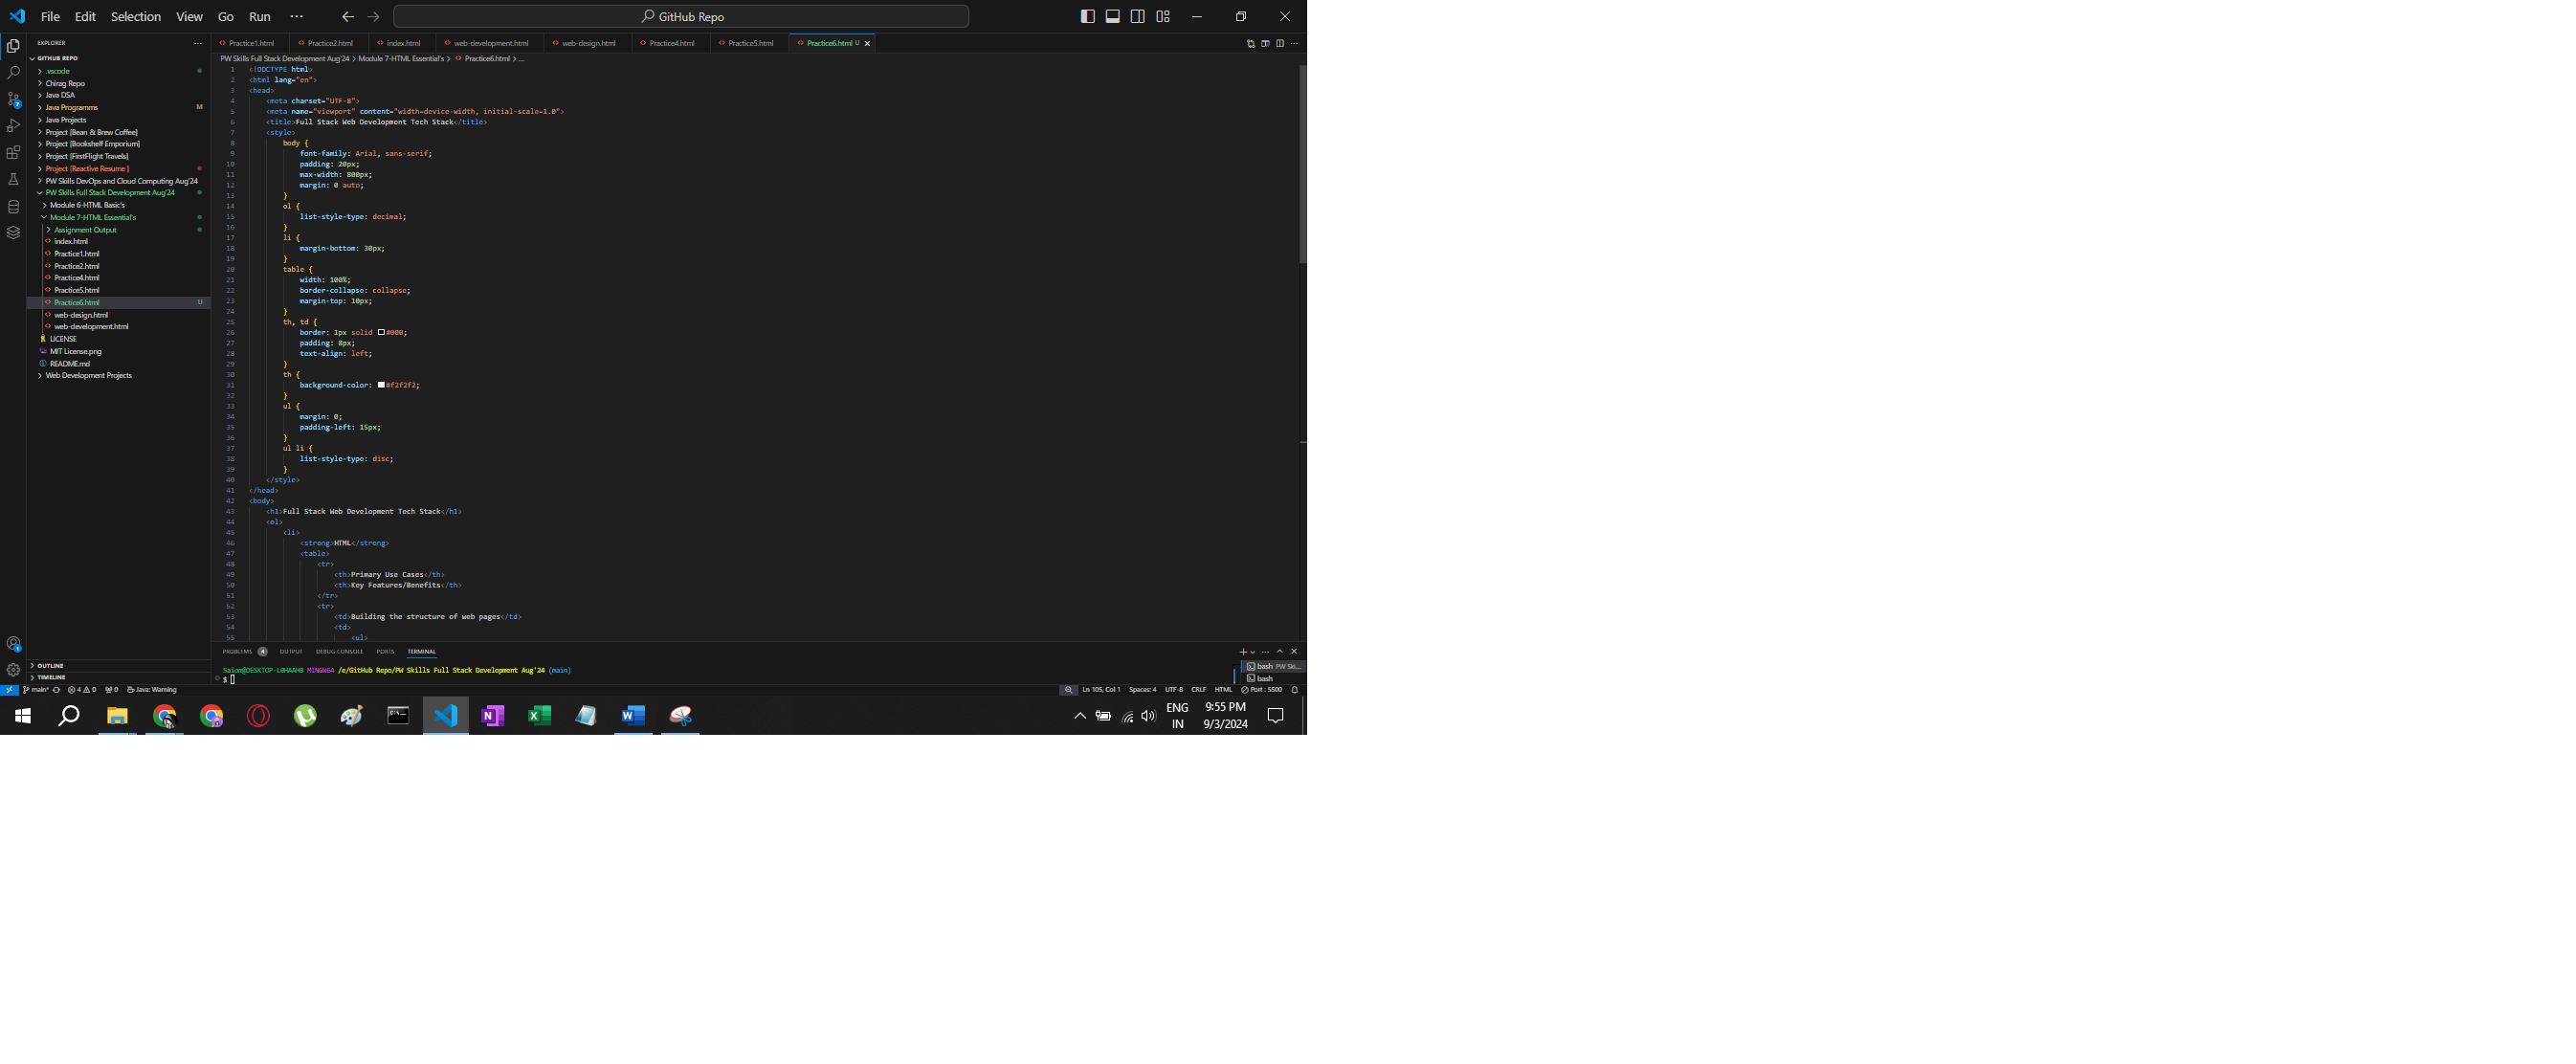 File Edit Selection View Go Run ··· GitHub Repo
EXPLORER ···
GITHUB REPO
.vscode
Chirag Repo
Java DSA
Java Programms M
Java Projects
Project [Bean & Brew Coffee]
Project [Bookshelf Emporium]
Project [FirstFlight Travels]
Project [Reactive Resume ]
PW Skills DevOps and Cloud Computing Aug'24
PW Skills Full Stack Development Aug'24
Module 6-HTML Basic's
Module 7-HTML Essential's
Assignment Output
index.html
Practice1.html
Practice2.html
Practice4.html
Practice5.html
Practice6.html U
web-design.html
web-development.html
LICENSE
MIT License.png
README.md
Web Development Projects
OUTLINE
TIMELINE
Practice1.html Practice2.html index.html web-development.html web-design.html Practice4.html Practice5.html Practice6.html U
PW Skills Full Stack Development Aug'24 > Module 7-HTML Essential's > Practice6.html > ...
1 <!DOCTYPE html>
2 <html lang="en">
3 <head>
4 <meta charset="UTF-8">
5 <meta name="viewport" content="width=device-width, initial-scale=1.0">
6 <title>Full Stack Web Development Tech Stack</title>
7 <style>
8 body {
9 font-family: Arial, sans-serif;
10 padding: 20px;
11 max-width: 800px;
12 margin: 0 auto;
13 }
14 ol {
15 list-style-type: decimal;
16 }
17 li {
18 margin-bottom: 30px;
19 }
20 table {
21 width: 100%;
22 border-collapse: collapse;
23 margin-top: 10px;
24 }
25 th, td {
26 border: 1px solid #000;
27 padding: 8px;
28 text-align: left;
29 }
30 th {
31 background-color: #f2f2f2;
32 }
33 ul {
34 margin: 0;
35 padding-left: 15px;
36 }
37 ul li {
38 list-style-type: disc;
39 }
40 </style>
41 </head>
42 <body>
43 <h1>Full Stack Web Development Tech Stack</h1>
44 <ol>
45 <li>
46 <strong>HTML</strong>
47 <table>
48 <tr>
49 <th>Primary Use Cases</th>
50 <th>Key Features/Benefits</th>
51 </tr>
52 <tr>
53 <td>Building the structure of web pages</td>
54 <td>
55 <ul>
PROBLEMS 4 OUTPUT DEBUG CONSOLE PORTS TERMINAL
MINGW64 /e/GitHub Repo/PW Skills Full Stack Development Aug'24 (main)
$
bash PW Ski...
bash
main* 4 0 0 Java: Warning Ln 105, Col 1 Spaces: 4 UTF-8 CRLF HTML Port : 5500
ENG 9:55 PM
IN 9/3/2024